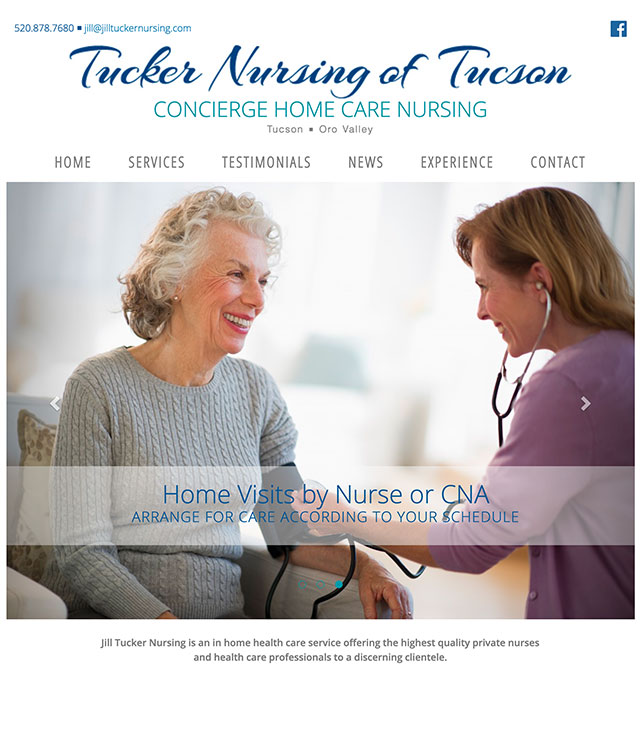 520.878.7680 ▪ jill@jilltuckernursing.com
Tucker Nursing of Tucson
CONCIERGE HOME CARE NURSING
Tucson ▪ Oro Valley
HOME SERVICES TESTIMONIALS NEWS EXPERIENCE CONTACT
Home Visits by Nurse or CNA
ARRANGE FOR CARE ACCORDING TO YOUR SCHEDULE
Jill Tucker Nursing is an in home health care service offering the highest quality private nurses
and health care professionals to a discerning clientele.